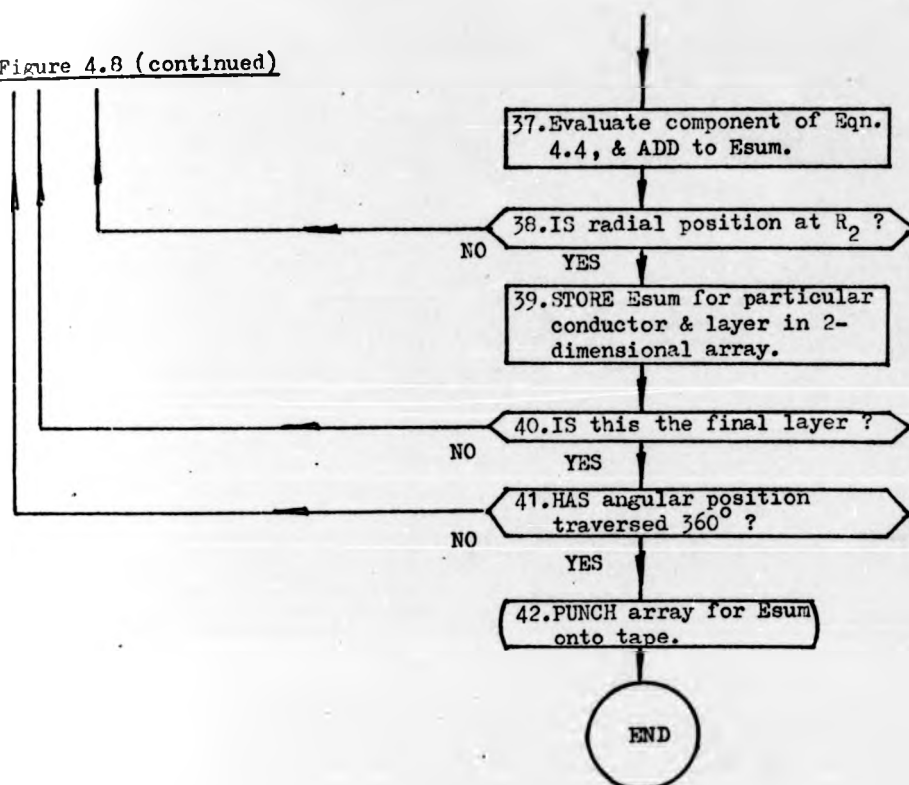 Figure 4.8 (continued)
37.Evaluate component of Eqn.
4.4, & ADD to Esum.
38.IS radial position at R₂ ?
NO
YES
39.STORE Esum for particular
conductor & layer in 2-
dimensional array.
40.IS this the final layer ?
NO
YES
41.HAS angular position
traversed 360° ?
NO
YES
42.PUNCH array for Esum
onto tape.
END